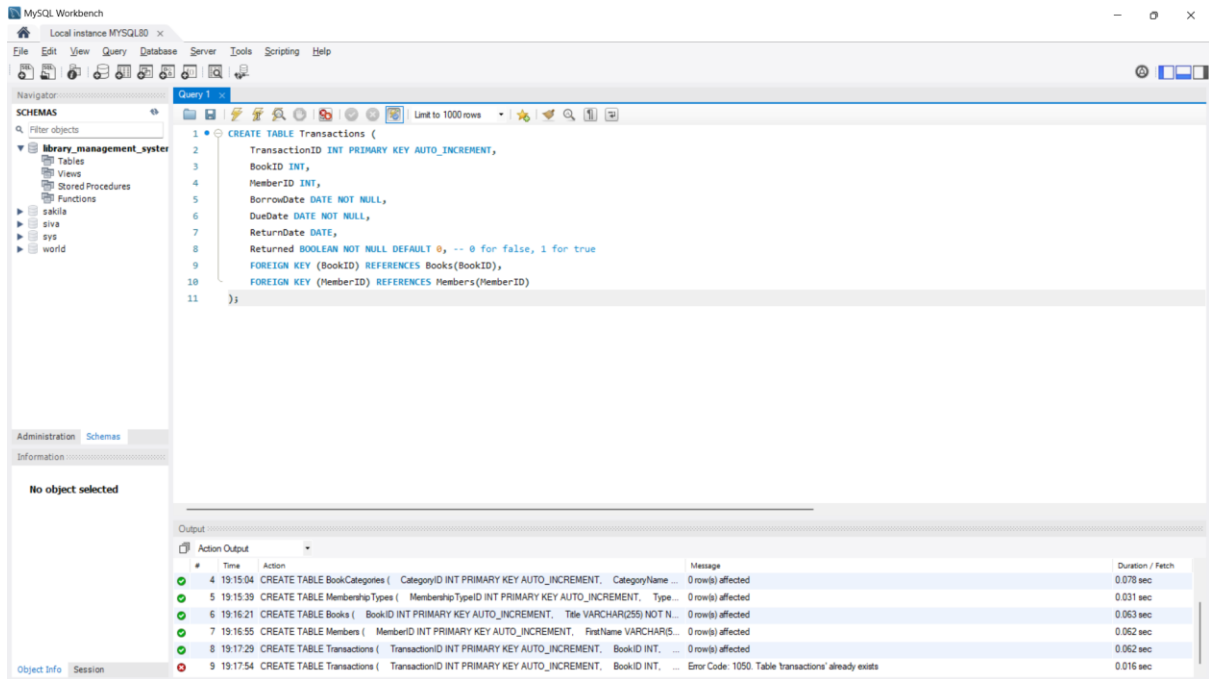 MySQL Workbench
Local instance MYSQL80 ×
File Edit View Query Database Server Tools Scripting Help
Navigator
SCHEMAS
Filter objects
library_management_syster
Tables
Views
Stored Procedures
Functions
sakila
siva
sys
world
Administration Schemas
Information
No object selected
Object Info Session
Query 1 ×
Limit to 1000 rows
1 CREATE TABLE Transactions (
2 TransactionID INT PRIMARY KEY AUTO_INCREMENT,
3 BookID INT,
4 MemberID INT,
5 BorrowDate DATE NOT NULL,
6 DueDate DATE NOT NULL,
7 ReturnDate DATE,
8 Returned BOOLEAN NOT NULL DEFAULT 0, -- 0 for false, 1 for true
9 FOREIGN KEY (BookID) REFERENCES Books(BookID),
10 FOREIGN KEY (MemberID) REFERENCES Members(MemberID)
11 );
Output
Action Output
# Time Action Message Duration / Fetch
4 19:15:04 CREATE TABLE BookCategories ( CategoryID INT PRIMARY KEY AUTO_INCREMENT, CategoryName ... 0 row(s) affected 0.078 sec
5 19:15:39 CREATE TABLE MembershipTypes ( MembershipTypeID INT PRIMARY KEY AUTO_INCREMENT, Type... 0 row(s) affected 0.031 sec
6 19:16:21 CREATE TABLE Books ( BookID INT PRIMARY KEY AUTO_INCREMENT, Title VARCHAR(255) NOT N... 0 row(s) affected 0.063 sec
7 19:16:55 CREATE TABLE Members ( MemberID INT PRIMARY KEY AUTO_INCREMENT, FirstName VARCHAR(5... 0 row(s) affected 0.062 sec
8 19:17:29 CREATE TABLE Transactions ( TransactionID INT PRIMARY KEY AUTO_INCREMENT, BookID INT, ... 0 row(s) affected 0.062 sec
9 19:17:54 CREATE TABLE Transactions ( TransactionID INT PRIMARY KEY AUTO_INCREMENT, BookID INT, ... Error Code: 1050. Table 'transactions' already exists 0.016 sec